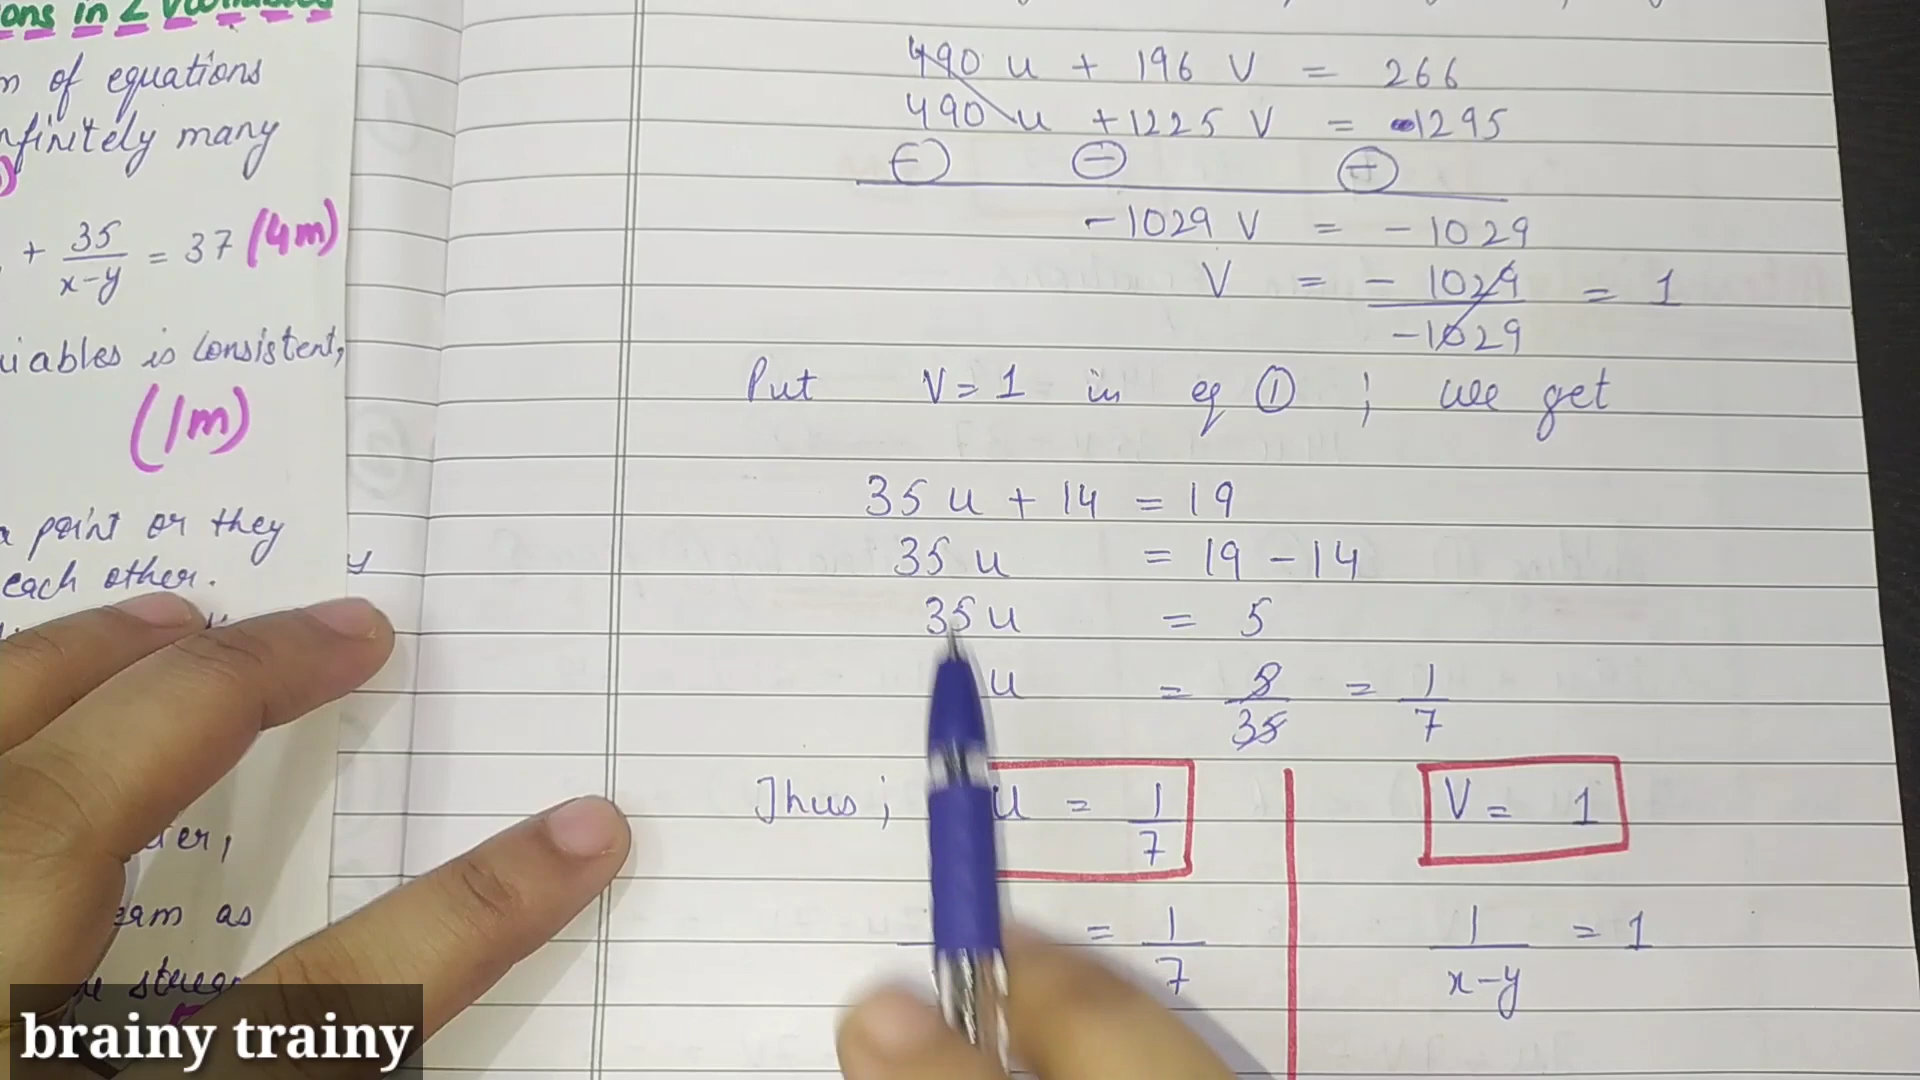 ons in 2 Variables
of equations
nfinitely many
+ 35/x-y = 37 (4m)
iables is consistent,
(1m)
a point or they
each other.
y
er,
eam as
stream
490 u + 196 V = 266
490 u + 1225 V = 1295
(-) (-) (+)
-1029 V = -1029
V = -1029/-1029 = 1
Put V = 1 in eq ① ; we get
35 u + 14 = 19
35 u = 19 - 14
35 u = 5
u = 5/35 = 1/7
Thus ; u = 1/7 V = 1
= 1/7 1/x-y = 1
brainy trainy